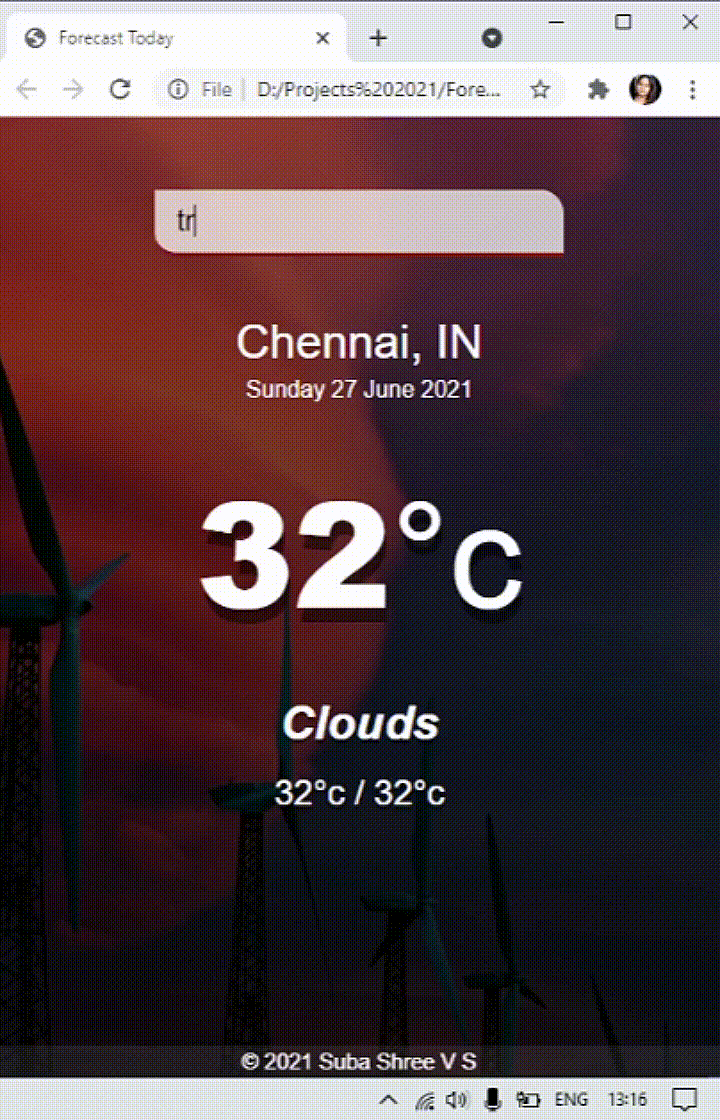 Forecast Today
File
D:/Projects%202021/Fore...
tr
Chennai, IN
Sunday 27 June 2021
32°C
Clouds
32°c / 32°c
© 2021 Suba Shree V S
ENG
13:16